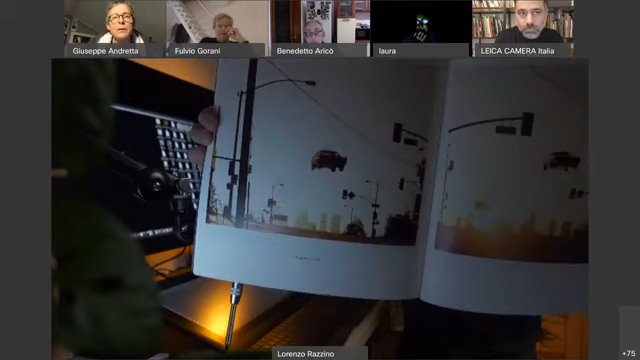 Giuseppe Andretta
Fulvio Gorani
Benedetto Aricò
laura
LEICA CAMERA Italia
Lorenzo Razzino
+75